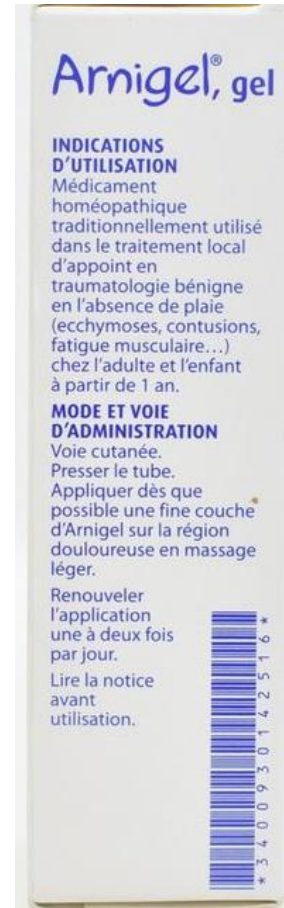 Arnigel®, gel
INDICATIONS
D'UTILISATION
Médicament
homéopathique
traditionnellement utilisé
dans le traitement local
d'appoint en
traumatologie bénigne
en l'absence de plaie
(ecchymoses, contusions,
fatigue musculaire...)
chez l'adulte et l'enfant
à partir de 1 an.
MODE ET VOIE
D'ADMINISTRATION
Voie cutanée.
Presser le tube.
Appliquer dès que
possible une fine couche
d'Arnigel sur la région
douloureuse en massage
léger.
Renouveler
l'application
une à deux fois
par jour.
Lire la notice
avant
utilisation.
*3400930142516*